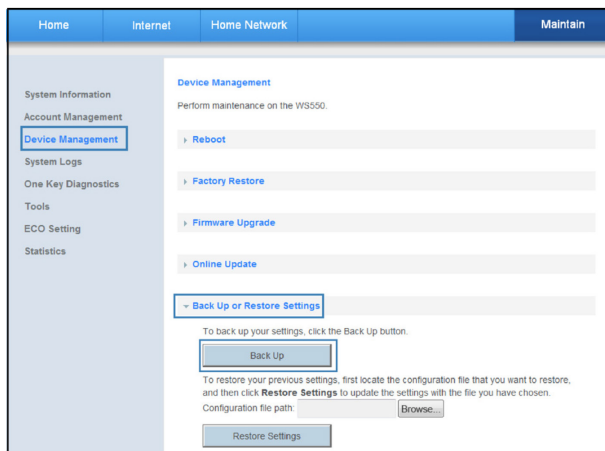 Home Internet Home Network Maintain
System Information
Account Management
Device Management
System Logs
One Key Diagnostics
Tools
ECO Setting
Statistics
Device Management
Perform maintenance on the WS550.
Reboot
Factory Restore
Firmware Upgrade
Online Update
Back Up or Restore Settings
To back up your settings, click the Back Up button.
Back Up
To restore your previous settings, first locate the configuration file that you want to restore,
and then click Restore Settings to update the settings with the file you have chosen.
Configuration file path: Browse...
Restore Settings